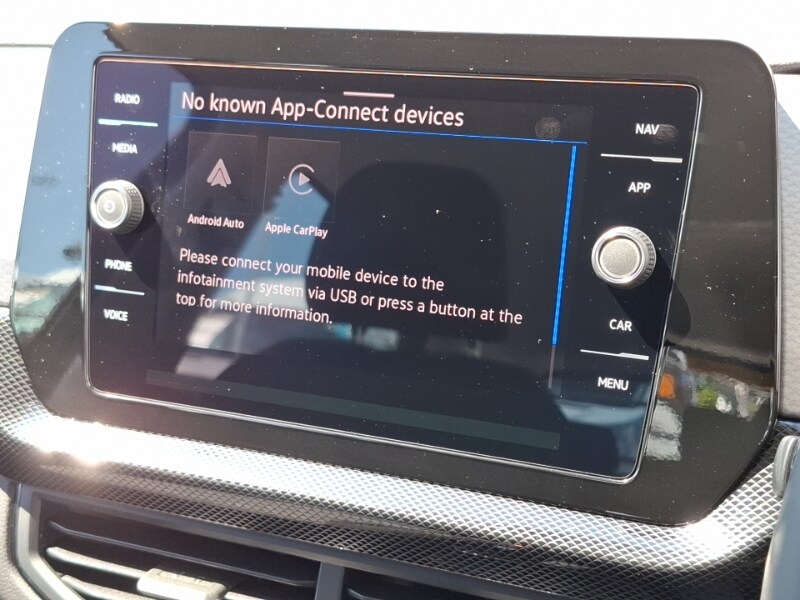 No known App-Connect devices
RADIO
MEDIA
PHONE
VOICE
Android Auto
Apple CarPlay
Please connect your mobile device to the
infotainment system via USB or press a button at the
top for more information.
NAV
APP
CAR
MENU